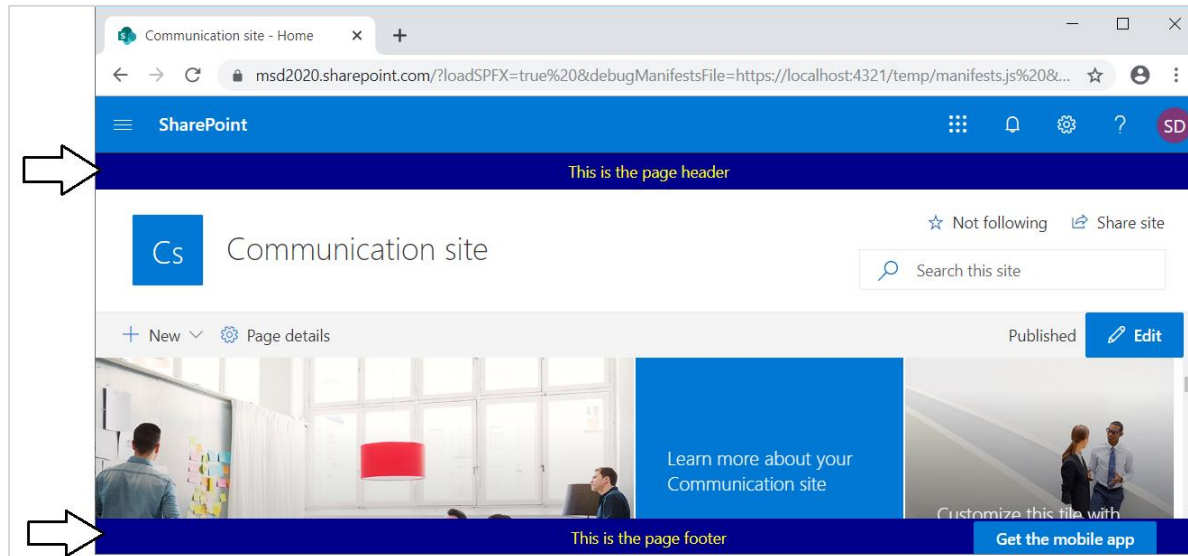 Communication site - Home
msd2020.sharepoint.com/?loadSPFX=true%20&debugManifestsFile=https://localhost:4321/temp/manifests.js%20&...
SharePoint
?
SD
This is the page header
Cs
Communication site
Not following
Share site
Search this site
New
Page details
Published
Edit
Learn more about your
Communication site
Customize this tile with
This is the page footer
Get the mobile app